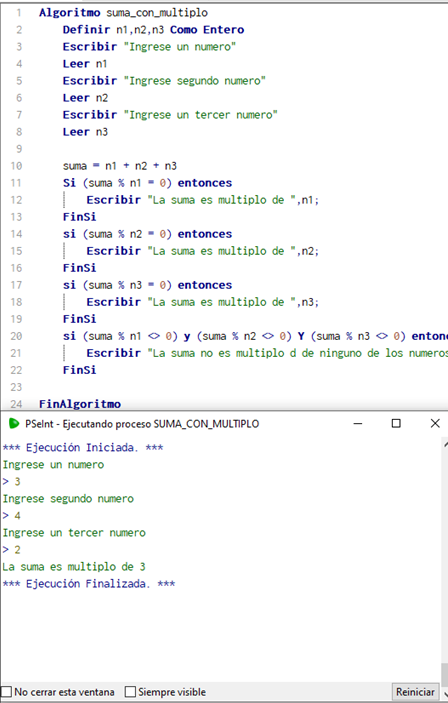 1 Algoritmo suma_con_multiplo
2 Definir n1,n2,n3 Como Entero
3 Escribir "Ingrese un numero"
4 Leer n1
5 Escribir "Ingrese segundo numero"
6 Leer n2
7 Escribir "Ingrese un tercer numero"
8 Leer n3
9
10 suma = n1 + n2 + n3
11 Si (suma % n1 = 0) entonces
12 Escribir "La suma es multiplo de ",n1;
13 FinSi
14 si (suma % n2 = 0) entonces
15 Escribir "La suma es multiplo de ",n2;
16 FinSi
17 si (suma % n3 = 0) entonces
18 Escribir "La suma es multiplo de ",n3;
19 FinSi
20 si (suma % n1 <> 0) y (suma % n2 <> 0) Y (suma % n3 <> 0) entonc
21 Escribir "La suma no es multiplo d de ninguno de los numeros
22 FinSi
23
24 FinAlgoritmo
PSeInt - Ejecutando proceso SUMA_CON_MULTIPLO
*** Ejecución Iniciada. ***
Ingrese un numero
> 3
Ingrese segundo numero
> 4
Ingrese un tercer numero
> 2
La suma es multiplo de 3
*** Ejecución Finalizada. ***
No cerrar esta ventana Siempre visible Reiniciar